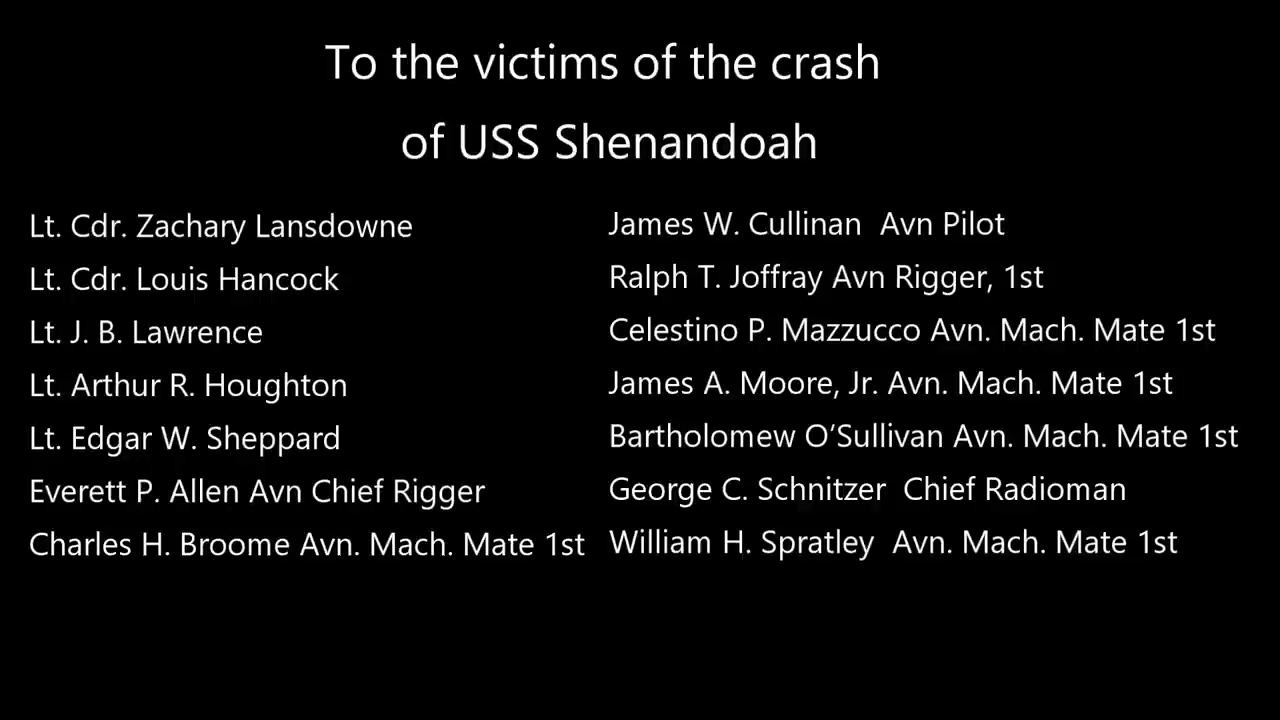 To the victims of the crash
of USS Shenandoah
Lt. Cdr. Zachary Lansdowne
Lt. Cdr. Louis Hancock
Lt. J. B. Lawrence
Lt. Arthur R. Houghton
Lt. Edgar W. Sheppard
Everett P. Allen Avn Chief Rigger
Charles H. Broome Avn. Mach. Mate 1st
James W. Cullinan  Avn Pilot
Ralph T. Joffray Avn Rigger, 1st
Celestino P. Mazzucco Avn. Mach. Mate 1st
James A. Moore, Jr. Avn. Mach. Mate 1st
Bartholomew O‘Sullivan Avn. Mach. Mate 1st
George C. Schnitzer  Chief Radioman
William H. Spratley  Avn. Mach. Mate 1st